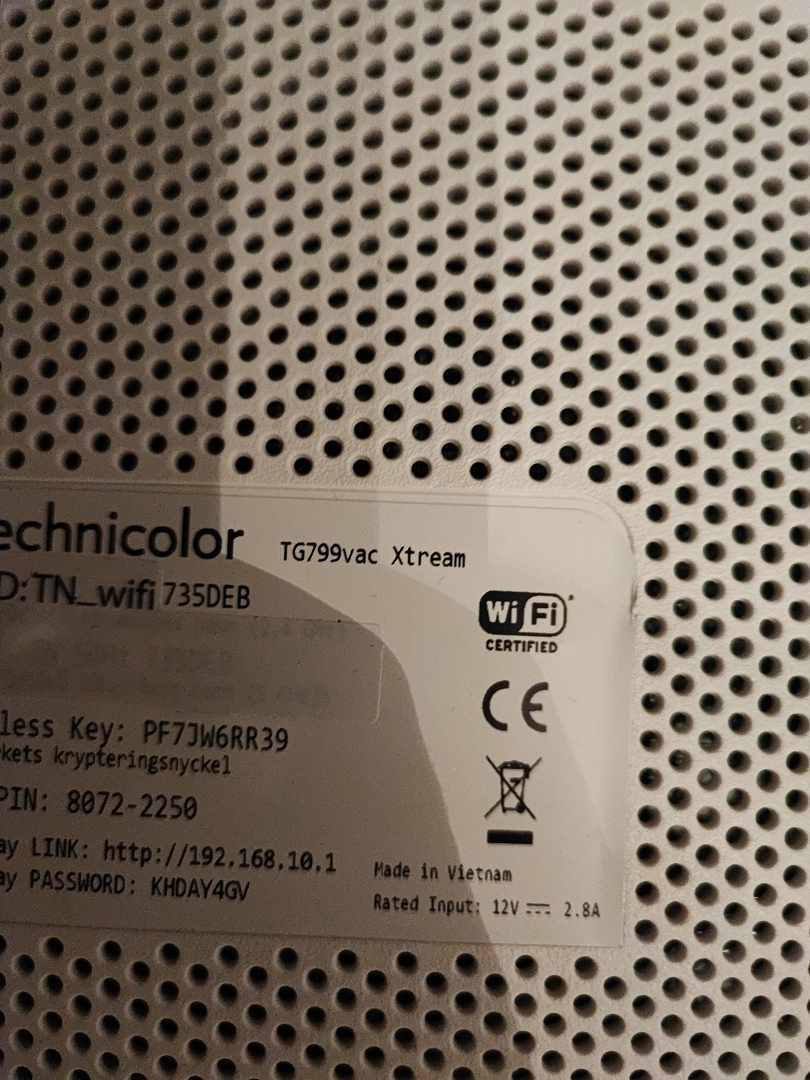 echnicolor TG799vac Xtream
D: TN_wifi 735DEB
WiFi
CERTIFIED
CE
less Key: PF7JW6RR39
kets krypteringsnyckel
PIN: 8072-2250
ay LINK: http://192.168.10.1
ay PASSWORD: KHDAY4GV
Made in Vietnam
Rated Input: 12V 2.8A